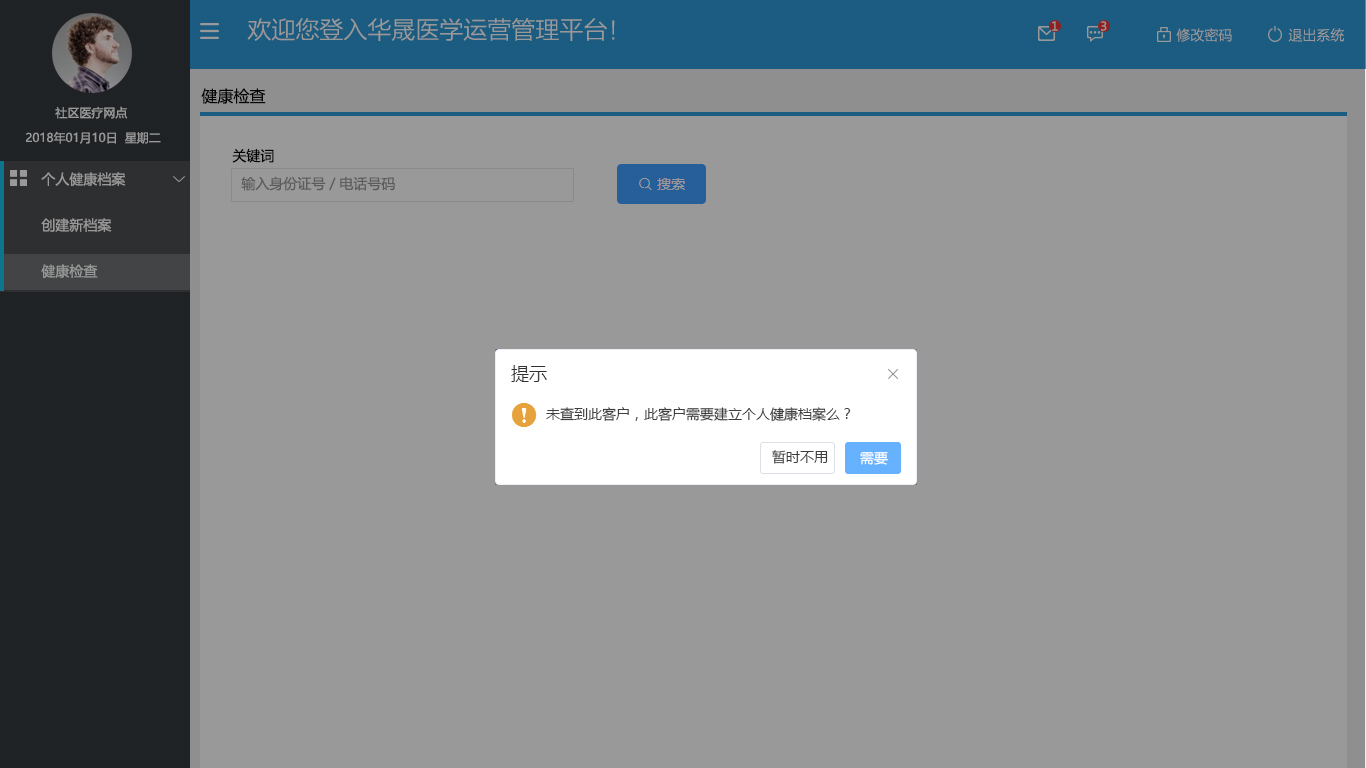 欢迎您登入华晟医学运营管理平台!
1
3
修改密码
退出系统
社区医疗网点
2018年01月10日 星期二
个人健康档案
创建新档案
健康检查
健康检查
关键词
输入身份证号 / 电话号码
搜索
提示
未查到此客户，此客户需要建立个人健康档案么？
暂时不用
需要